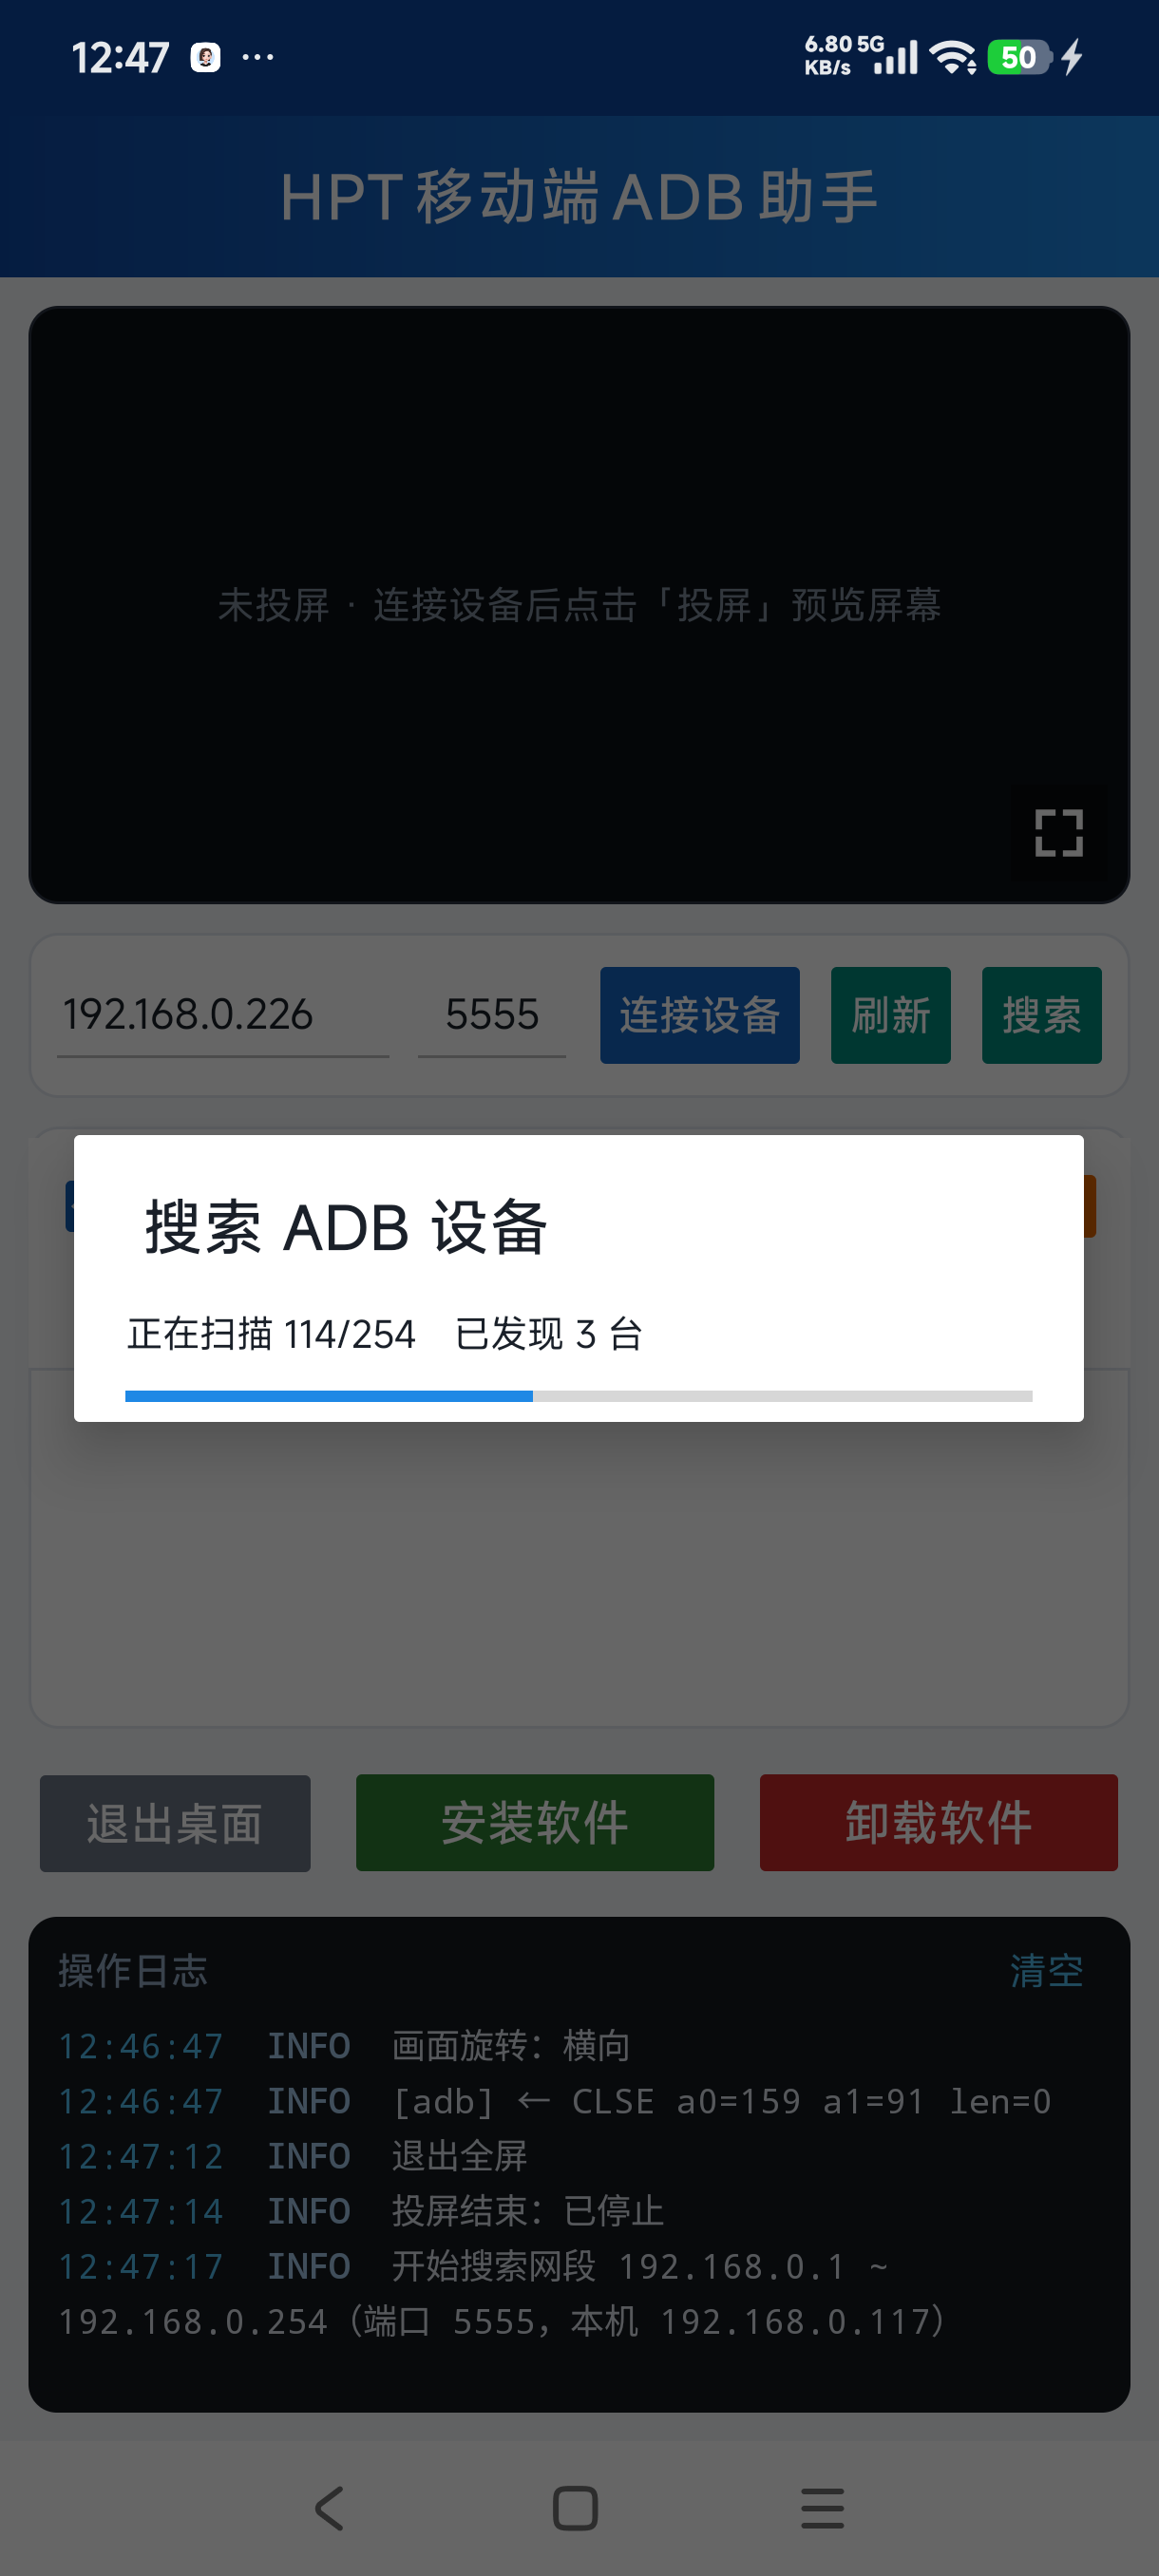 12:47 ··· 6.80 KB/s 5G 50
HPT 移动端 ADB 助手
未投屏 · 连接设备后点击「投屏」预览屏幕
192.168.0.226 5555 连接设备 刷新 搜索
搜索 ADB 设备
正在扫描 114/254 已发现 3 台
退出桌面 安装软件 卸载软件
操作日志 清空
12:46:47 INFO 画面旋转：横向
12:46:47 INFO [adb] ← CLSE a0=159 a1=91 len=0
12:47:12 INFO 退出全屏
12:47:14 INFO 投屏结束：已停止
12:47:17 INFO 开始搜索网段 192.168.0.1 ~
192.168.0.254（端口 5555，本机 192.168.0.117）